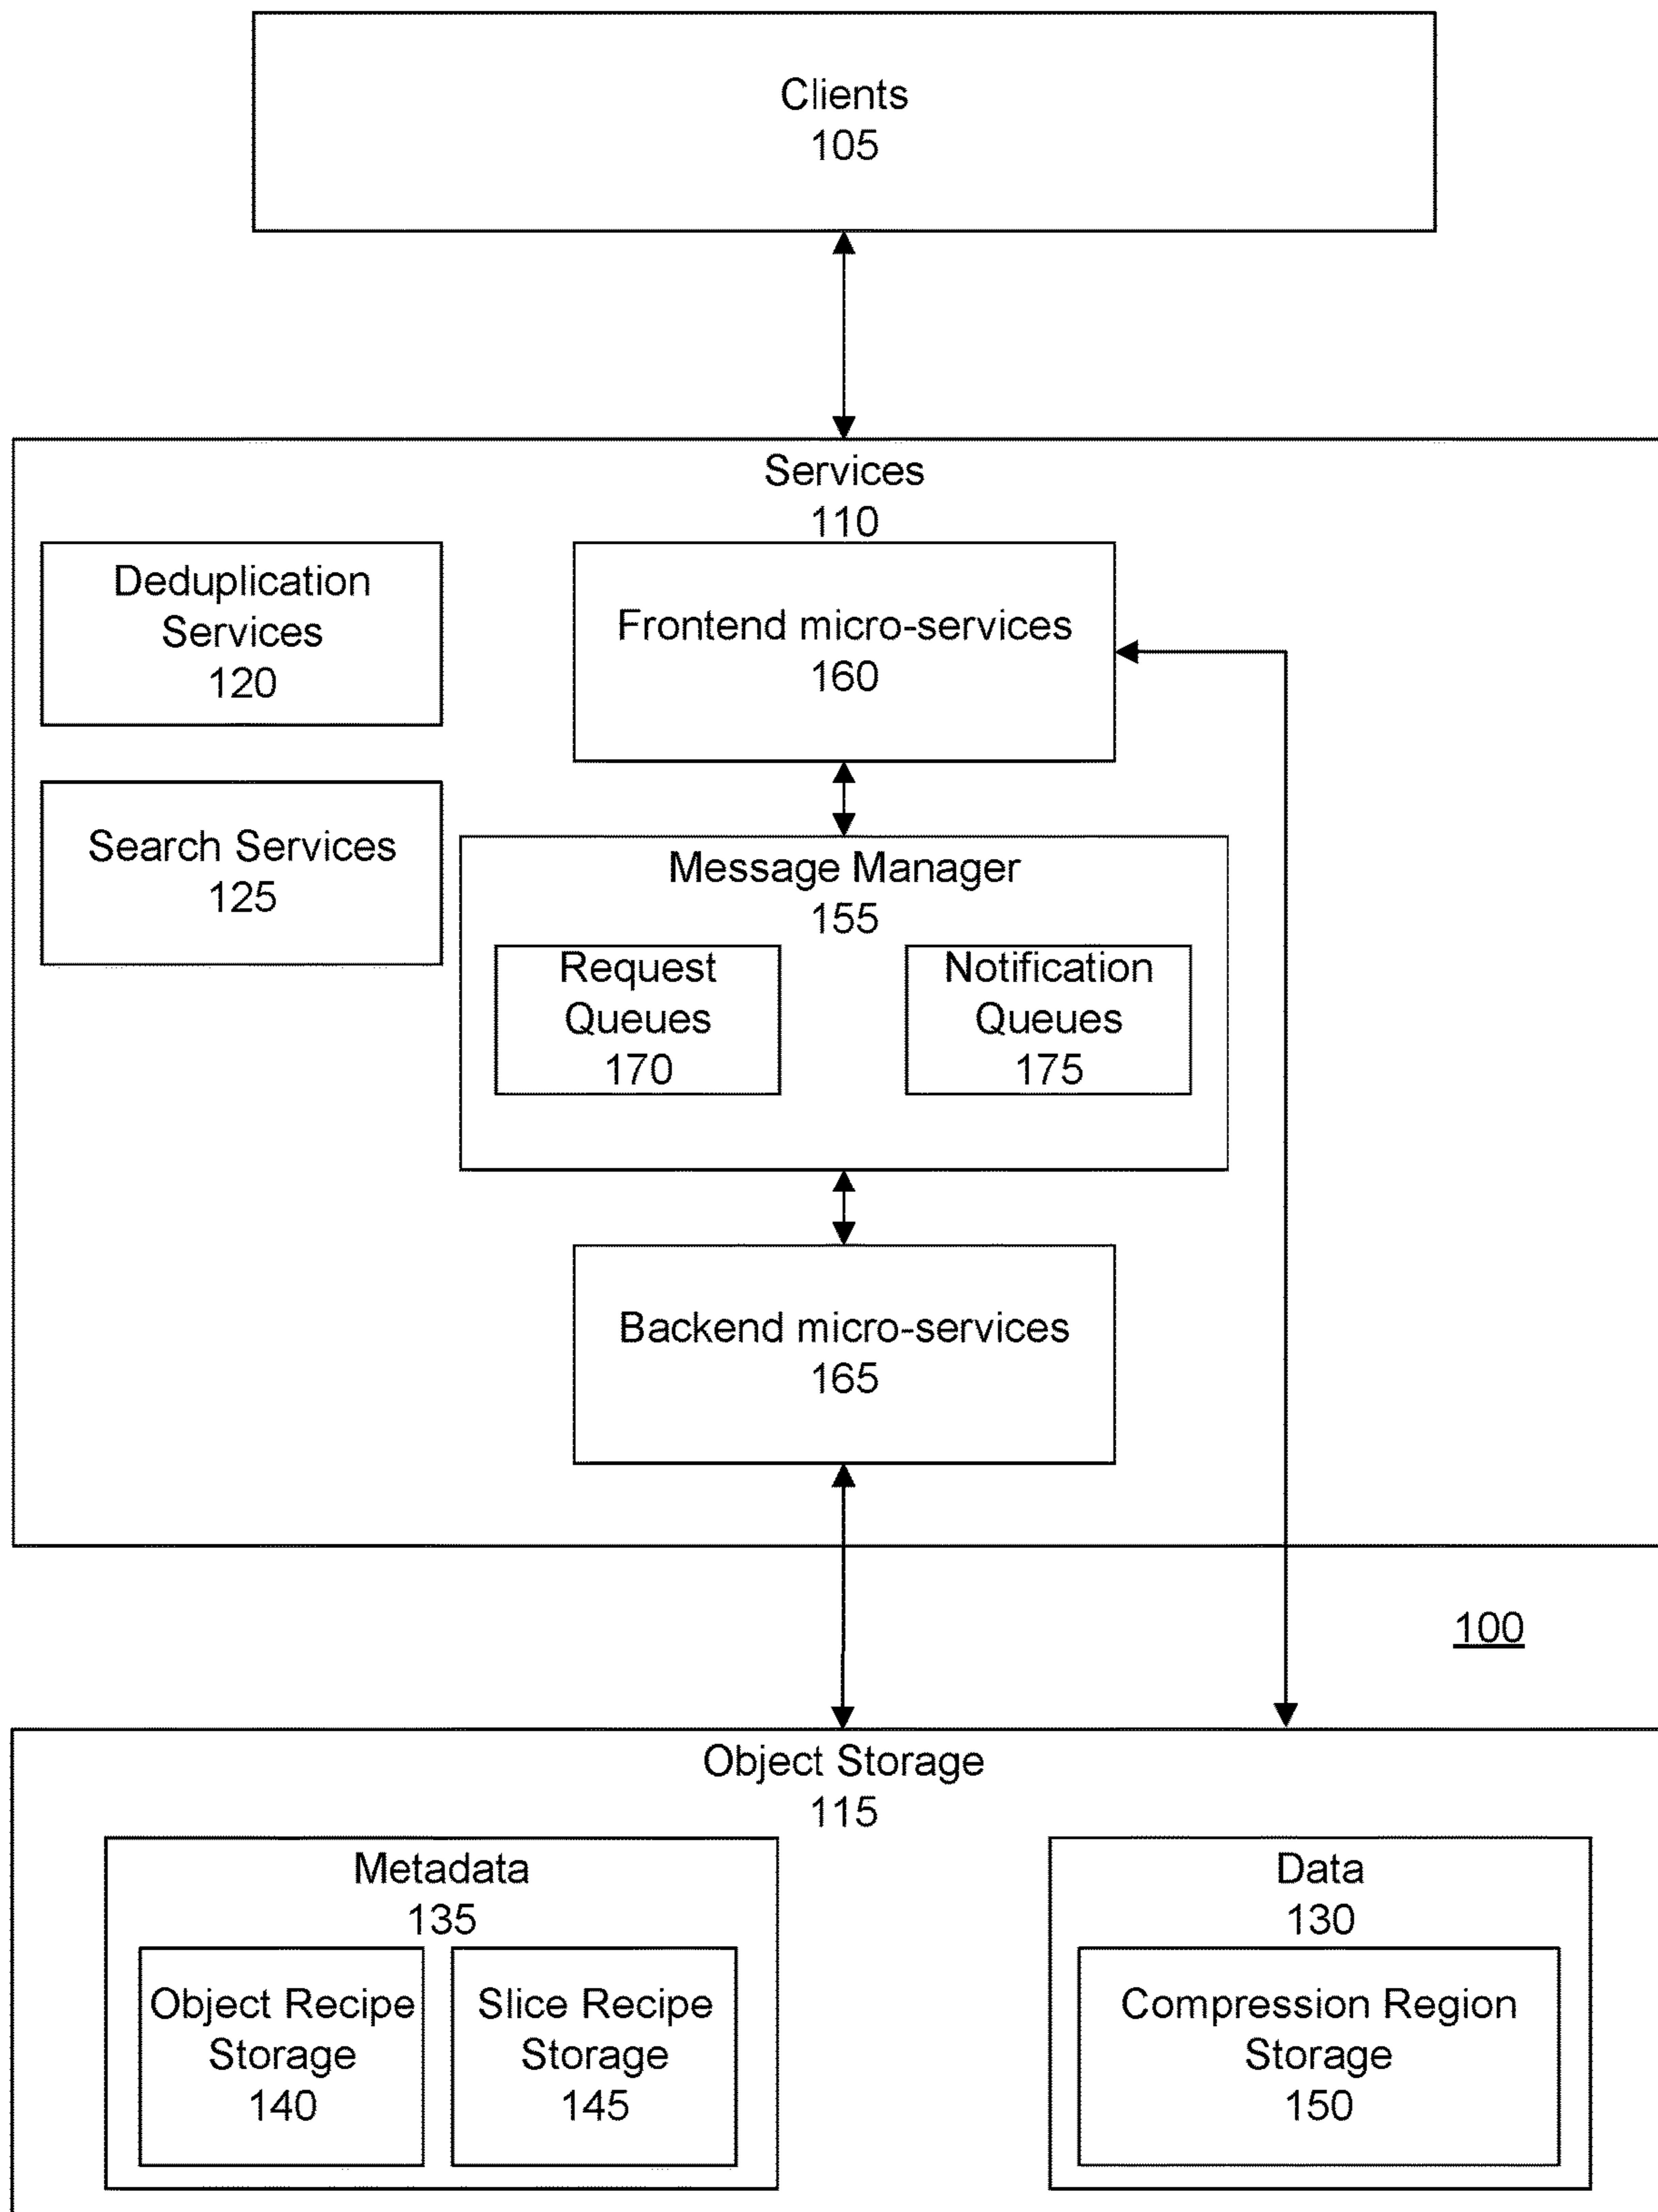 Clients
105
Services
110
Deduplication
Services
120
Frontend micro-services
160
Search Services
125
Message Manager
155
Request
Queues
170
Notification
Queues
175
Backend micro-services
165
100
Object Storage
115
Metadata
135
Object Recipe
Storage
140
Slice Recipe
Storage
145
Data
130
Compression Region
Storage
150